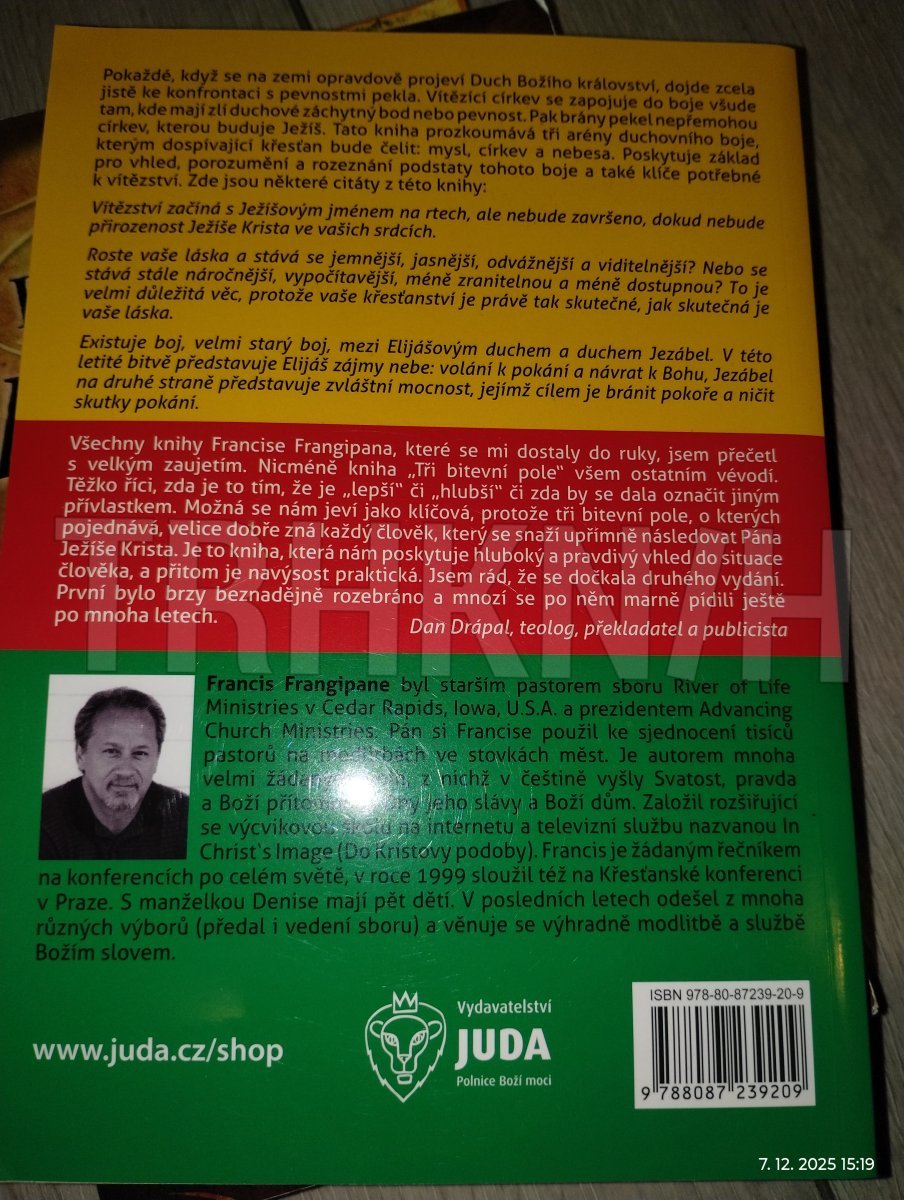 Pokaždé, když se na zemi opravdově projeví Duch Božího království, dojde zcela
jistě ke konfrontaci s pevnostmi pekla. Vítězící církev se zapojuje do boje všude
tam, kde mají zlí duchové záchytný bod nebo pevnost. Pak brány pekel nepřemohou
církev, kterou buduje Ježíš. Tato kniha prozkoumává tři arény duchovního boje,
kterým dospívající křesťan bude čelit: mysl, církev a nebesa. Poskytuje základ
pro vhled, porozumění a rozeznání podstaty tohoto boje a také klíče potřebné
k vítězství. Zde jsou některé citáty z této knihy:
Vítězství začíná s Ježíšovým jménem na rtech, ale nebude završeno, dokud nebude
přirozenost Ježíše Krista ve vašich srdcích.
Roste vaše láska a stává se jemnější, jasnější, odvážnější a viditelnější? Nebo se
stává stále náročnější, vypočítavější, méně zranitelnou a méně dostupnou? To je
velmi důležitá věc, protože vaše křesťanství je právě tak skutečné, jak skutečná je
vaše láska.
Existuje boj, velmi starý boj, mezi Elijášovým duchem a duchem Jezábel. V této
letité bitvě představuje Elijáš zájmy nebe: volání k pokání a návrat k Bohu, Jezábel
na druhé straně představuje zvláštní mocnost, jejímž cílem je bránit pokoře a ničit
skutky pokání.
Všechny knihy Francise Frangipana, které se mi dostaly do ruky, jsem přečetl
s velkým zaujetím. Nicméně kniha „Tři bitevní pole“ všem ostatním vévodí.
Těžko říci, zda je to tím, že je „lepší“ či „hlubší“ či zda by se dala označit jiným
přívlastkem. Možná se nám jeví jako klíčová, protože tři bitevní pole, o kterých
pojednává, velice dobře zná každý člověk, který se snaží upřímně následovat Pána
Ježíše Krista. Je to kniha, která nám poskytuje hluboký a pravdivý vhled do situace
člověka, a přitom je navýsost praktická. Jsem rád, že se dočkala druhého vydání.
První bylo brzy beznadějně rozebráno a mnozí se po něm marně pídili ještě
po mnoha letech.
Dan Drápal, teolog, překladatel a publicista
TRHKNIH
Francis Frangipane byl starším pastorem sboru River of Life
Ministries v Cedar Rapids, Iowa, U.S.A. a prezidentem Advancing
Church Ministries. Pán si Francise použil ke sjednocení tisíců
pastorů na modlitbách ve stovkách měst. Je autorem mnoha
velmi z nichž v češtině vyšly Svatost, pravda
a Boží jeho slávy a Boží dům. Založil rozšiřující
se výcvikovou školu na internetu a televizní službu nazvanou In
Christ's Image (Do Kristovy podoby). Francis je žádaným řečníkem
na konferencích po celém světě, v roce 1999 sloužil též na Křesťanské konferenci
v Praze. S manželkou Denise mají pět dětí. V posledních letech odešel z mnoha
různých výborů (předal i vedení sboru) a věnuje se výhradně modlitbě a službě
Božím slovem.
www.juda.cz/shop
Vydavatelství
JUDA
Polnice Boží moci
ISBN 978-80-87239-20-9
9 788087 239209
7. 12. 2025 15:19